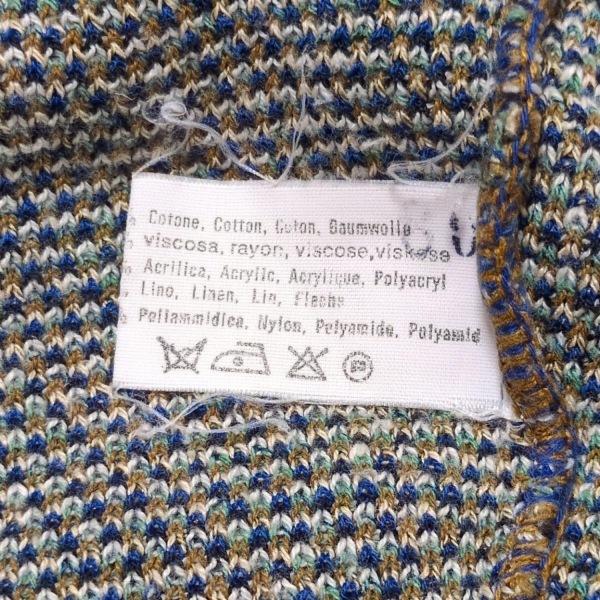 % Cotone, Cotton, Coton, Baumwolle
% viscosa, rayon, viscose, viskose
% Acrilica, Acrylic, Acrylique, Polyacryl
% Lino, Linen, Lin, Flachs
% Poliammidica, Nylon, Polyamide, Polyamid
P